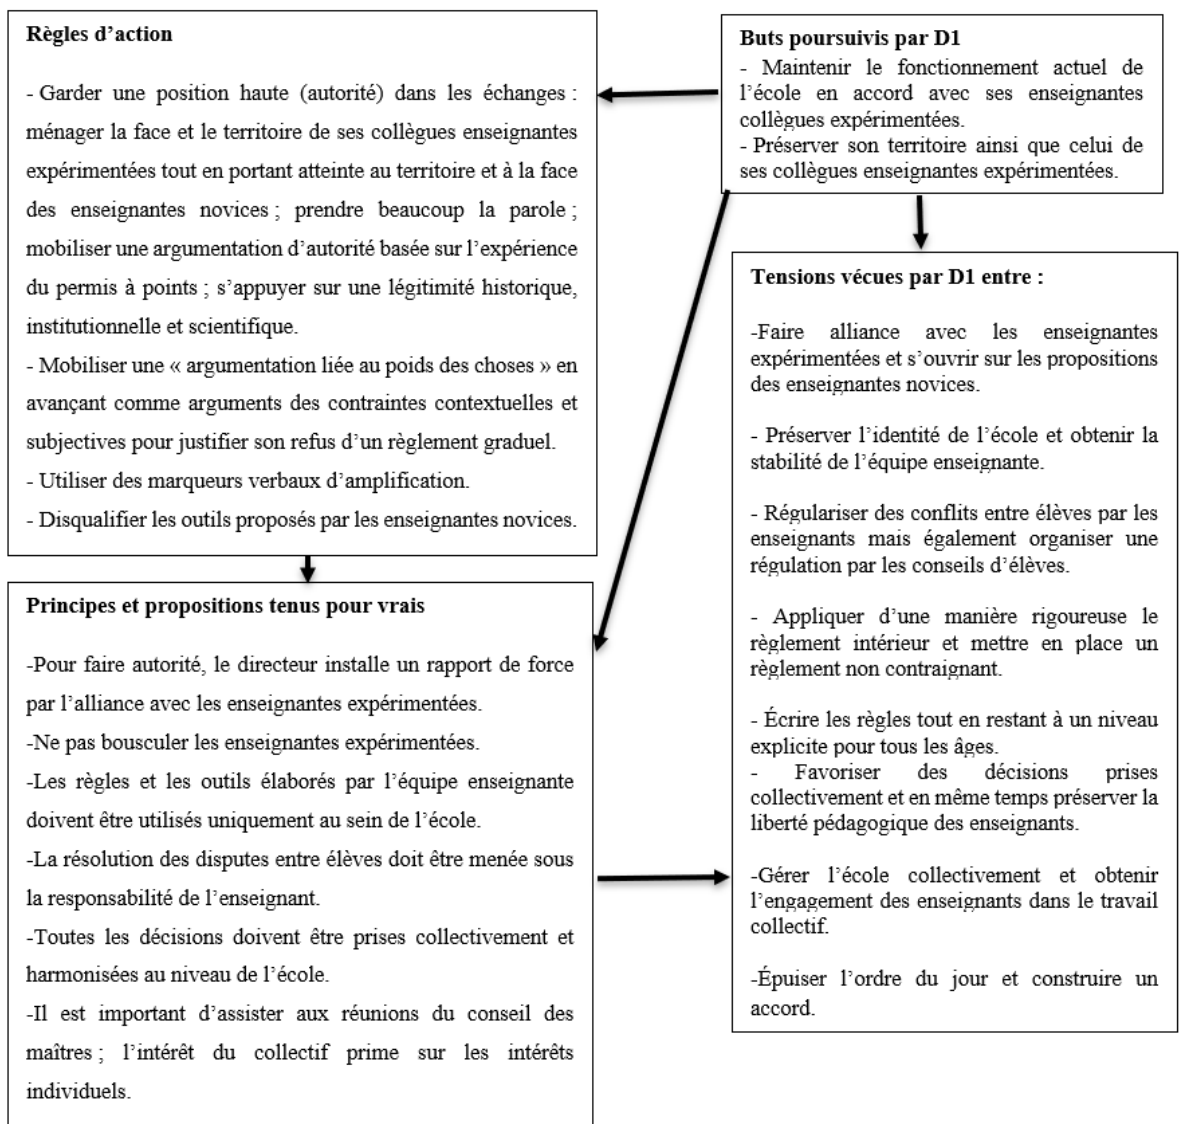 Règles d’action
- Garder une position haute (autorité) dans les échanges :
ménager la face et le territoire de ses collègues enseignantes
expérimentées tout en portant atteinte au territoire et à la face
des enseignantes novices ; prendre beaucoup la parole ;
mobiliser une argumentation d’autorité basée sur l’expérience
du permis à points ; s’appuyer sur une légitimité historique,
institutionnelle et scientifique.
- Mobiliser une « argumentation liée au poids des choses » en
avançant comme arguments des contraintes contextuelles et
subjectives pour justifier son refus d’un règlement graduel.
- Utiliser des marqueurs verbaux d’amplification.
- Disqualifier les outils proposés par les enseignantes novices.
Buts poursuivis par D1
- Maintenir le fonctionnement actuel de
l’école en accord avec ses enseignantes
collègues expérimentées.
- Préserver son territoire ainsi que celui de
ses collègues enseignantes expérimentées.
Principes et propositions tenus pour vrais
-Pour faire autorité, le directeur installe un rapport de force
par l’alliance avec les enseignantes expérimentées.
-Ne pas bousculer les enseignantes expérimentées.
-Les règles et les outils élaborés par l’équipe enseignante
doivent être utilisés uniquement au sein de l’école.
-La résolution des disputes entre élèves doit être menée sous
la responsabilité de l’enseignant.
-Toutes les décisions doivent être prises collectivement et
harmonisées au niveau de l’école.
-Il est important d’assister aux réunions du conseil des
maîtres ; l’intérêt du collectif prime sur les intérêts
individuels.
Tensions vécues par D1 entre :
-Faire alliance avec les enseignantes
expérimentées et s’ouvrir sur les propositions
des enseignantes novices.
- Préserver l’identité de l’école et obtenir la
stabilité de l’équipe enseignante.
- Régulariser des conflits entre élèves par les
enseignants mais également organiser une
régulation par les conseils d’élèves.
- Appliquer d’une manière rigoureuse le
règlement intérieur et mettre en place un
règlement non contraignant.
- Écrire les règles tout en restant à un niveau
explicite pour tous les âges.
- Favoriser des décisions prises
collectivement et en même temps préserver la
liberté pédagogique des enseignants.
-Gérer l’école collectivement et obtenir
l’engagement des enseignants dans le travail
collectif.
-Épuiser l’ordre du jour et construire un
accord.